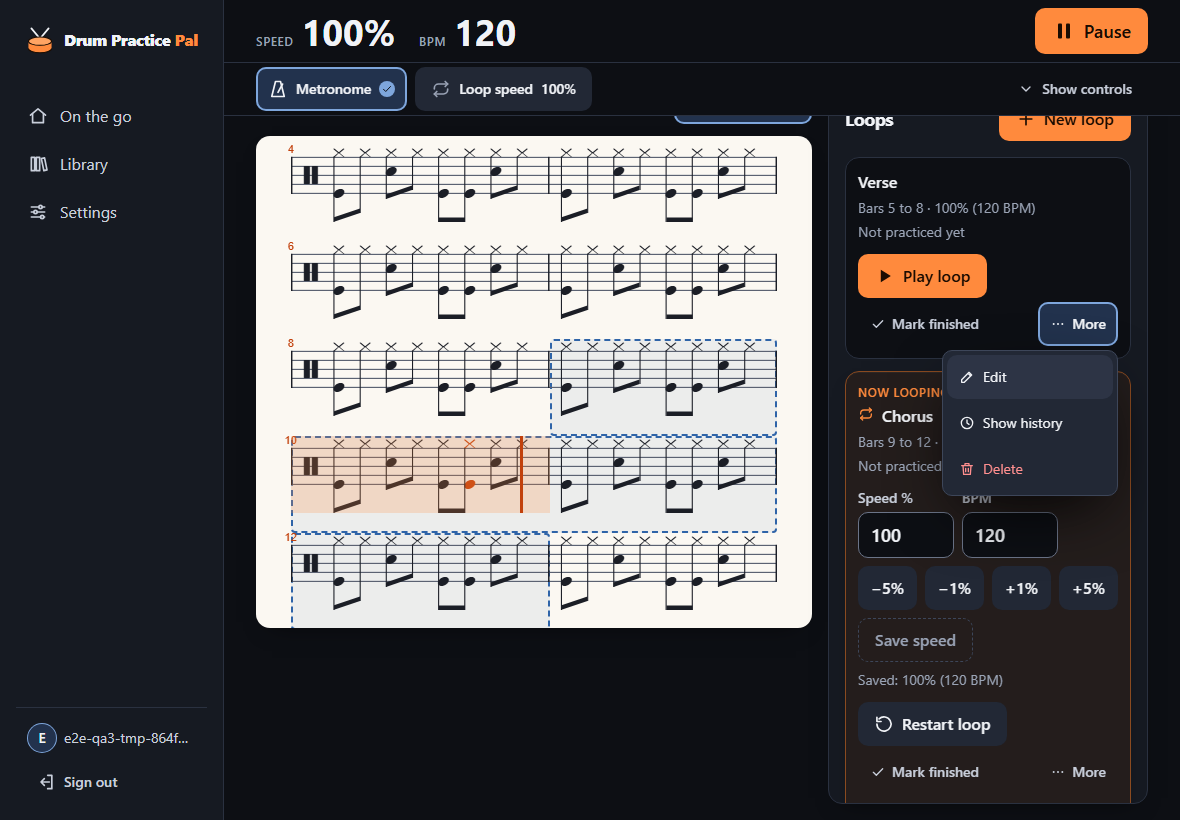 Drum Practice Pal
On the go
Library
Settings
E
e2e-qa3-tmp-864f...
Sign out
SPEED 100% BPM 120
Pause
Metronome
Loop speed 100%
Show controls
4
6
8
10
12
Loops
New loop
Verse
Bars 5 to 8 · 100% (120 BPM)
Not practiced yet
Play loop
Mark finished
··· More
Edit
Show history
Delete
NOW LOOPING
Chorus
Bars 9 to 12 ·
Not practiced
Speed % BPM
100 120
−5% −1% +1% +5%
Save speed
Saved: 100% (120 BPM)
Restart loop
Mark finished
··· More